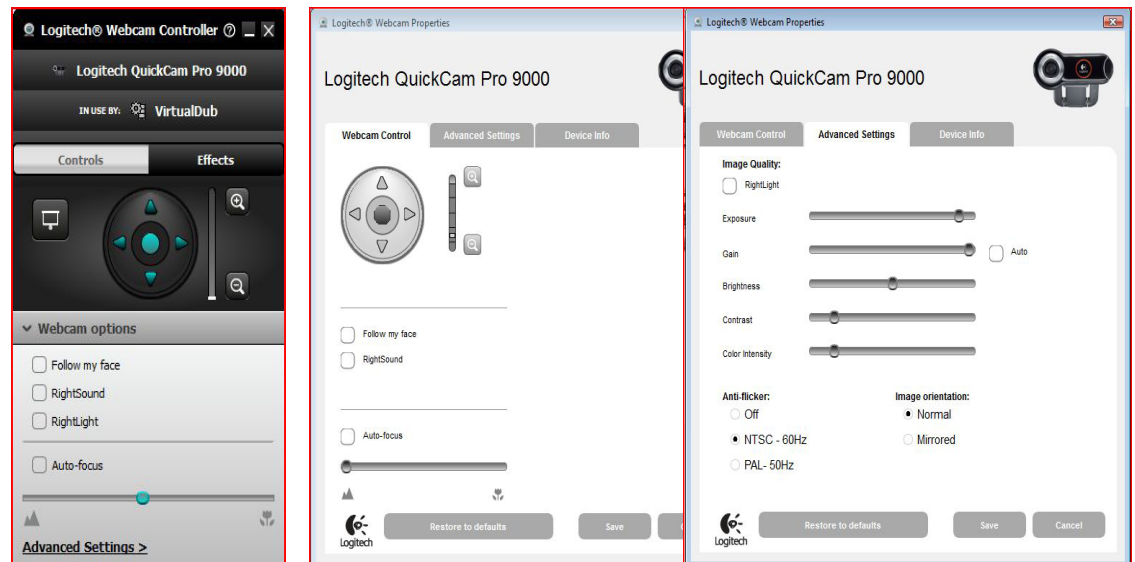 Logitech® Webcam Controller
Logitech QuickCam Pro 9000
IN USE BY: VirtualDub
Controls Effects
Webcam options
Follow my face
RightSound
RightLight
Auto-focus
Advanced Settings >
Logitech® Webcam Properties
Logitech QuickCam Pro 9000
Webcam Control Advanced Settings Device Info
Follow my face
RightSound
Auto-focus
Logitech
Restore to defaults Save
Logitech® Webcam Properties
Logitech QuickCam Pro 9000
Webcam Control Advanced Settings Device Info
Image Quality:
RightLight
Exposure
Gain Auto
Brightness
Contrast
Color Intensity
Anti-flicker: Image orientation:
Off Normal
NTSC - 60Hz Mirrored
PAL- 50Hz
Logitech
Restore to defaults Save Cancel